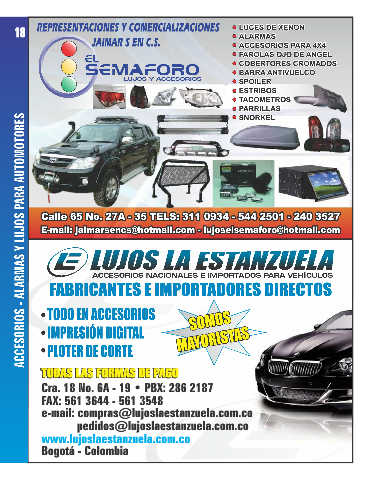 18
ACCESORIOS - ALARMAS Y LUJOS PARA AUTOMOTORES
REPRESENTACIONES Y COMERCIALIZACIONES
JAIMAR S EN C.S.
EL
SEMAFORO
LUJOS Y ACCESORIOS
LUCES DE XENON
ALARMAS
ACCESORIOS PARA 4X4
FAROLAS OJO DE ANGEL
COBERTORES CROMADOS
BARRA ANTIVUELCO
SPOILER
ESTRIBOS
TACOMETROS
PARRILLAS
SNORKEL
Calle 65 No. 27A - 35 TELS: 311 0934 - 544 2501 - 240 3527
E-mail: jaimarsencs@hotmail.com - lujoselsemaforo@hotmail.com
LE LUJOS LA ESTANZUELA
ACCESORIOS NACIONALES E IMPORTADOS PARA VEHÍCULOS
FABRICANTES E IMPORTADORES DIRECTOS
• TODO EN ACCESORIOS
• IMPRESIÓN DIGITAL
• PLOTER DE CORTE
SOMOS
MAYORISTAS
TODAS LAS FORMAS DE PAGO
Cra. 18 No. 6A - 19 • PBX: 286 2187
FAX: 561 3644 - 561 3548
e-mail: compras@lujoslaestanzuela.com.co
pedidos@lujoslaestanzuela.com.co
www.lujoslaestanzuela.com.co
Bogotá - Colombia